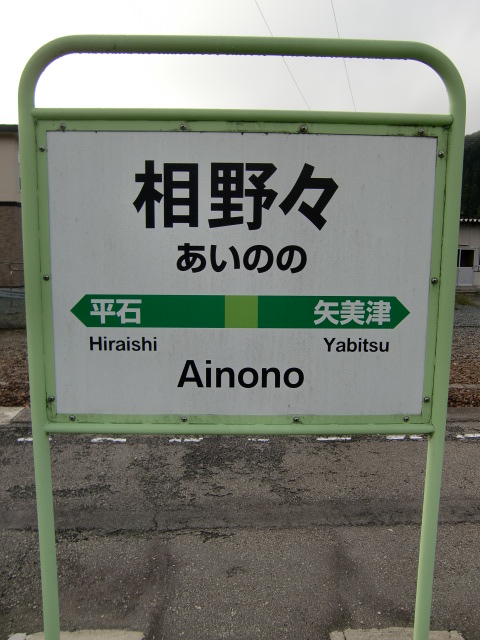 相野々
あいのの
平石 矢美津
Hiraishi Yabitsu
Ainono